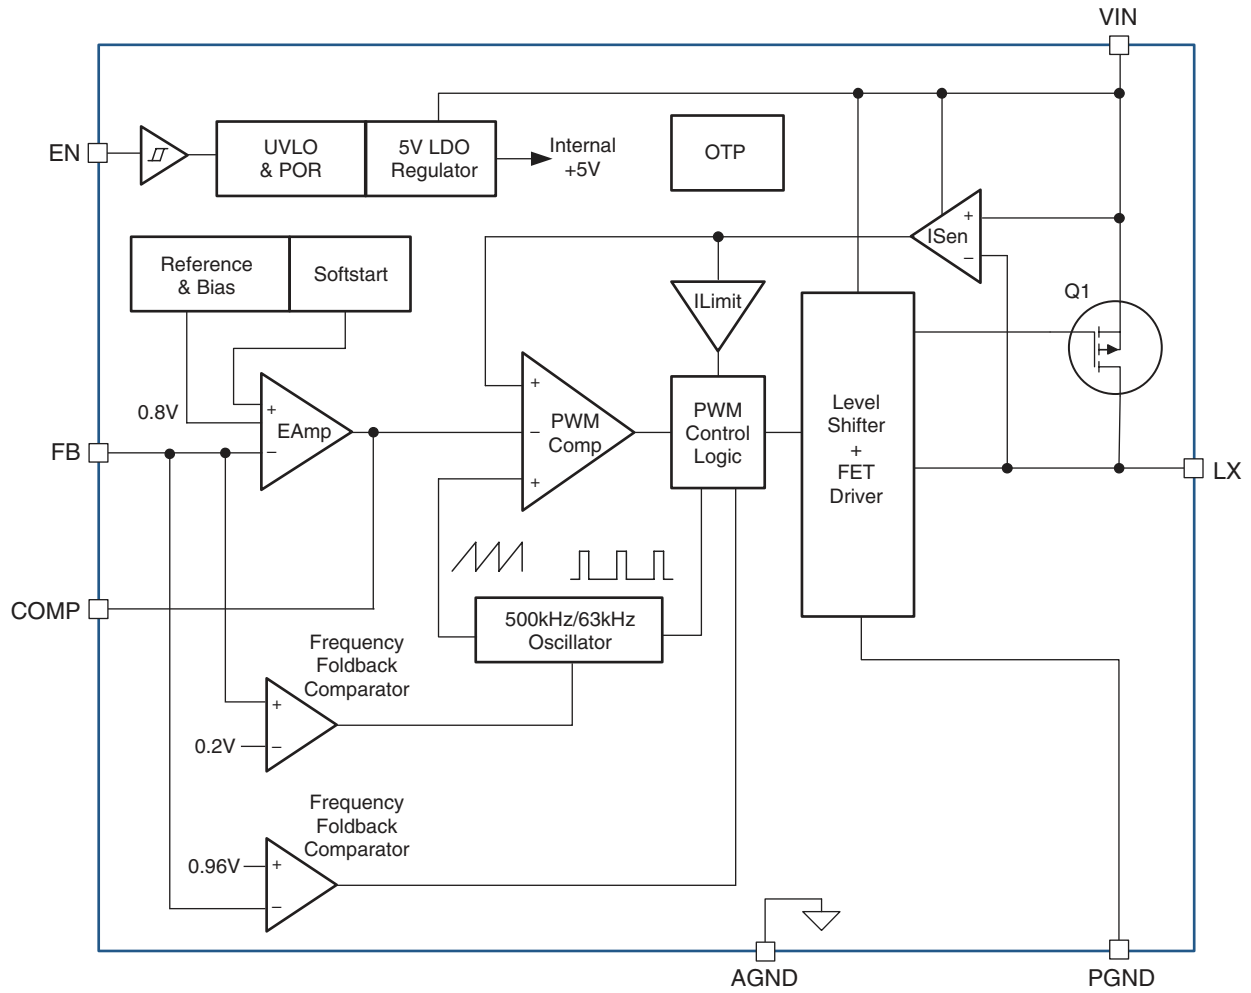 VIN
EN
UVLO
& POR
5V LDO
Regulator
Internal
+5V
OTP
+
ISen
−
Reference
& Bias
Softstart
ILimit
Q1
0.8V
+
EAmp
−
FB
+
−
PWM
Comp
+
PWM
Control
Logic
Level
Shifter
+
FET
Driver
LX
COMP
500kHz/63kHz
Oscillator
Frequency
Foldback
Comparator
+
0.2V
−
Frequency
Foldback
Comparator
0.96V
+
−
AGND
PGND